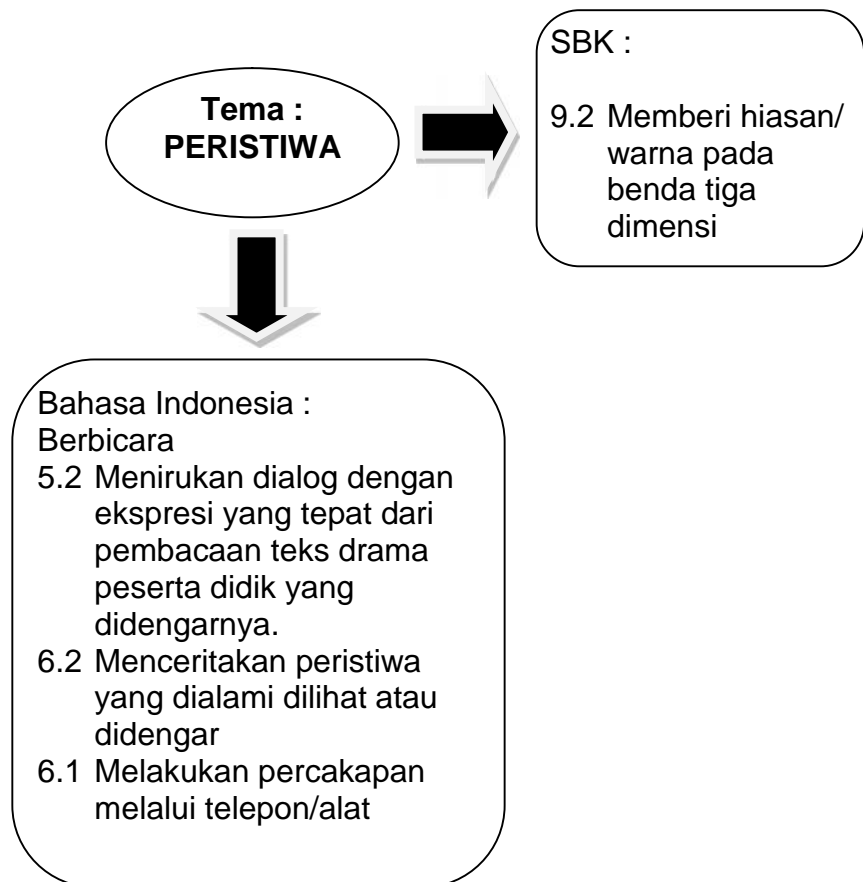 Tema :
PERISTIWA
SBK :
9.2 Memberi hiasan/
warna pada
benda tiga
dimensi
Bahasa Indonesia :
Berbicara
5.2 Menirukan dialog dengan
ekspresi yang tepat dari
pembacaan teks drama
peserta didik yang
didengarnya.
6.2 Menceritakan peristiwa
yang dialami dilihat atau
didengar
6.1 Melakukan percakapan
melalui telepon/alat